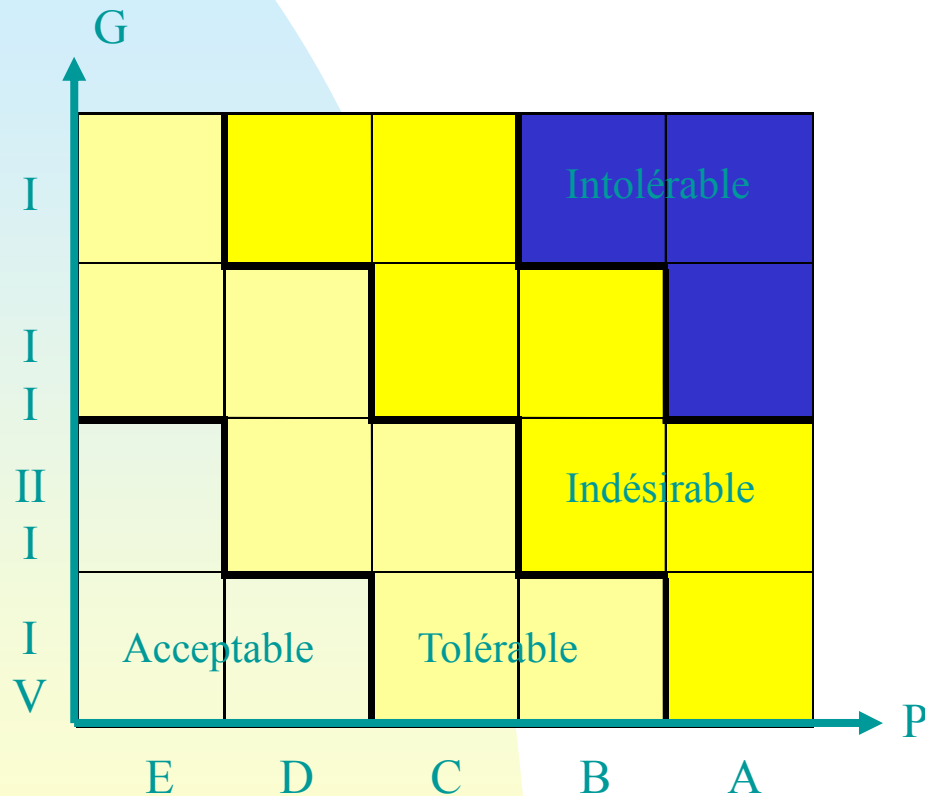 G
I
Intolérable
I
I
II
I
Indésirable
I
V
Acceptable
Tolérable
P
E
D
C
B
A